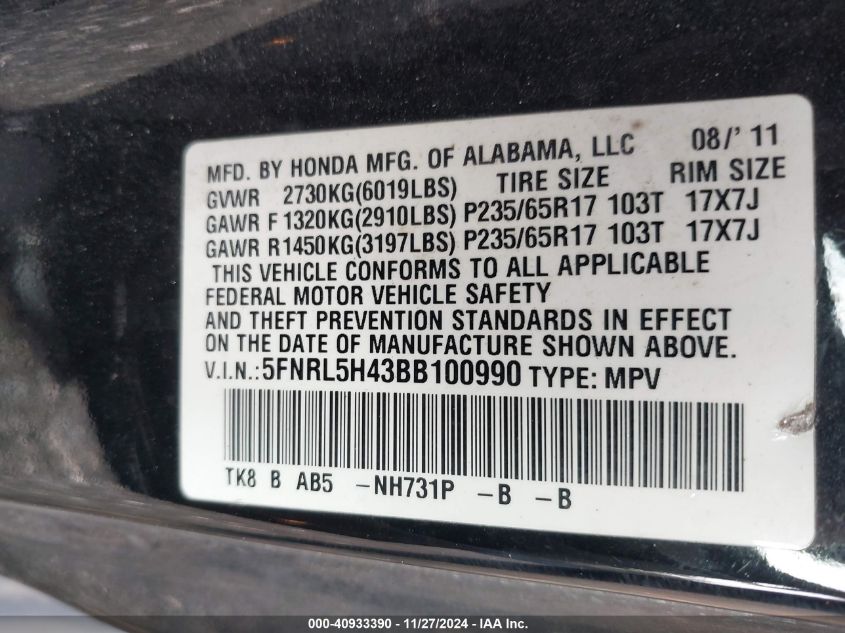 MFD. BY HONDA MFG. OF ALABAMA, LLC 08/' 11
GVWR 2730KG(6019LBS) TIRE SIZE RIM SIZE
GAWR F 1320KG(2910LBS) P235/65R17 103T 17X7J
GAWR R1450KG(3197LBS) P235/65R17 103T 17X7J
THIS VEHICLE CONFORMS TO ALL APPLICABLE
FEDERAL MOTOR VEHICLE SAFETY
AND THEFT PREVENTION STANDARDS IN EFFECT
ON THE DATE OF MANUFACTURE SHOWN ABOVE.
V.I.N.:5FNRL5H43BB100990 TYPE: MPV
TK8 B AB5 -NH731P -B -B
000-40933390 - 11/27/2024 - IAA Inc.